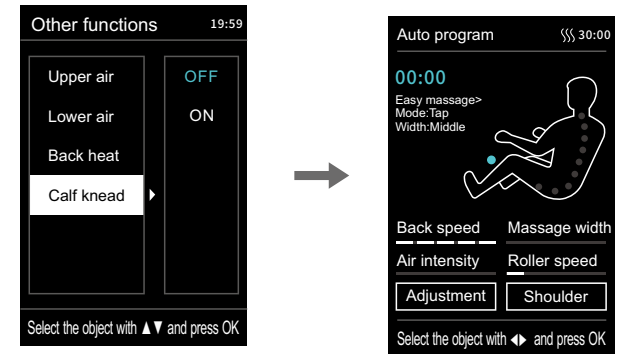 Other functions 19:59
Upper air OFF
Lower air ON
Back heat
Calf knead
Select the object with ▲▼ and press OK
Auto program 30:00
00:00
Easy massage>
Mode:Tap
Width:Middle
Back speed Massage width
Air intensity Roller speed
Adjustment Shoulder
Select the object with ◀▶ and press OK